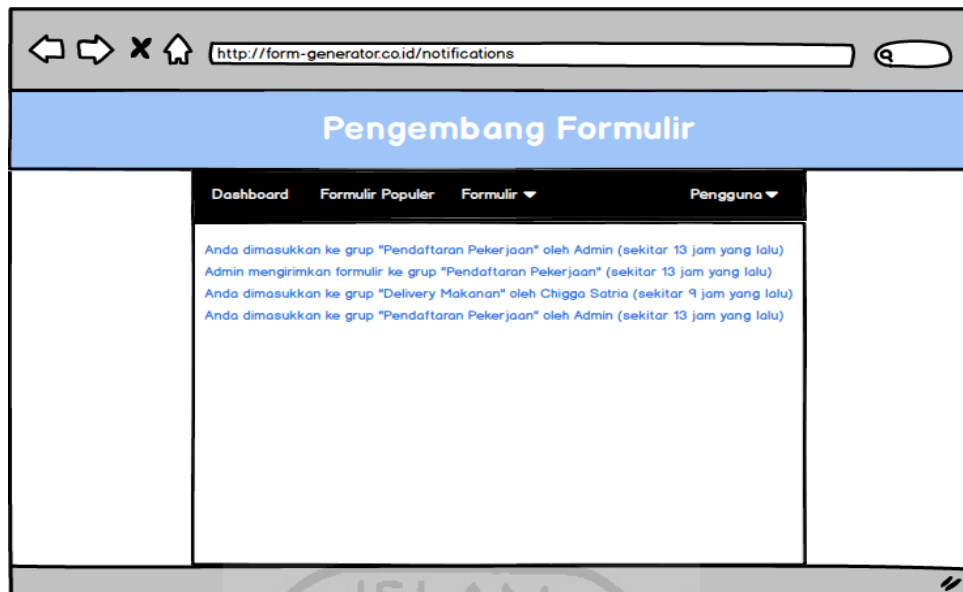 http://form-generator.co.id/notifications
Pengembang Formulir
Dashboard Formulir Populer Formulir Pengguna
Anda dimasukkan ke grup "Pendaftaran Pekerjaan" oleh Admin (sekitar 13 jam yang lalu)
Admin mengirimkan formulir ke grup "Pendaftaran Pekerjaan" (sekitar 13 jam yang lalu)
Anda dimasukkan ke grup "Delivery Makanan" oleh Chigga Satria (sekitar 9 jam yang lalu)
Anda dimasukkan ke grup "Pendaftaran Pekerjaan" oleh Admin (sekitar 13 jam yang lalu)
ISLAM